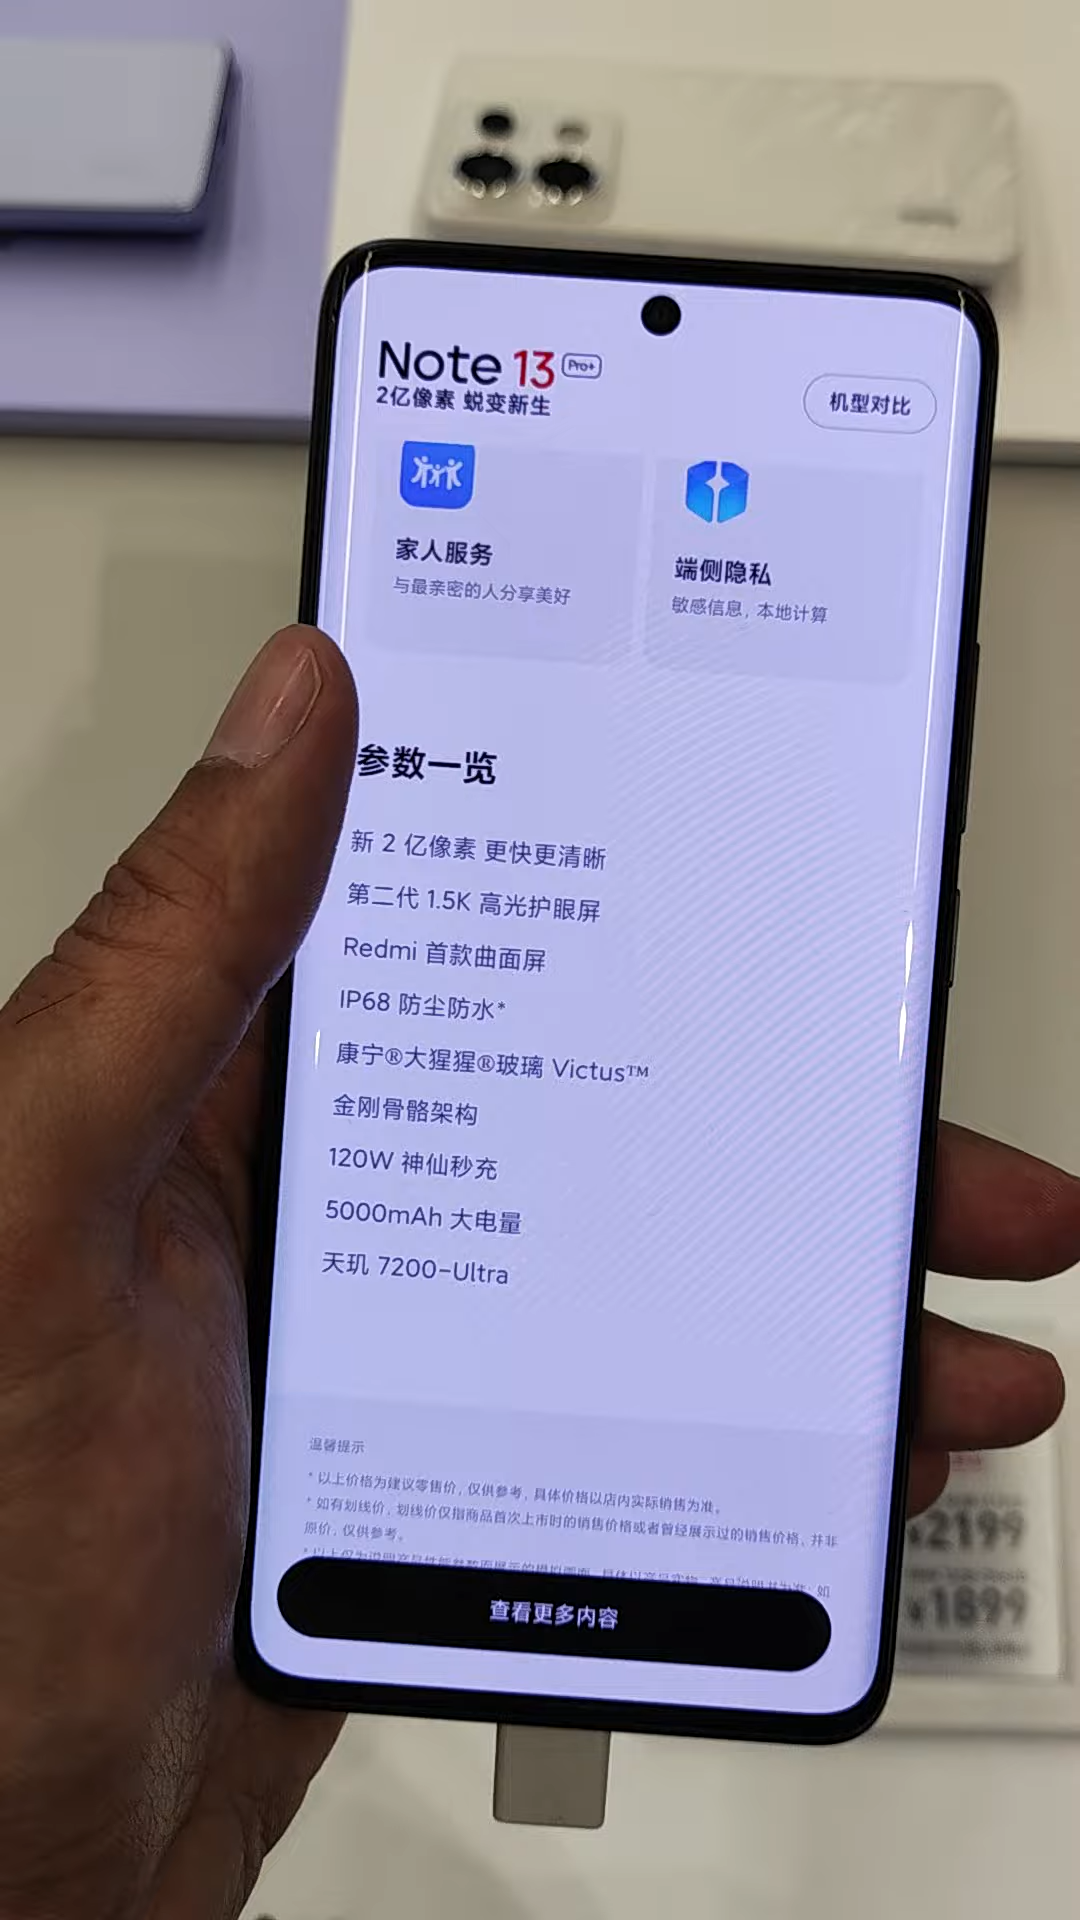 Note 13 Pro+
2亿像素 蜕变新生
机型对比
家人服务
与最亲密的人分享美好
端侧隐私
敏感信息, 本地计算
参数一览
新 2 亿像素 更快更清晰
第二代 1.5K 高光护眼屏
Redmi 首款曲面屏
IP68 防尘防水*
康宁®大猩猩®玻璃 Victus™
金刚骨骼架构
120W 神仙秒充
5000mAh 大电量
天玑 7200-Ultra
温馨提示
* 以上价格为建议零售价, 仅供参考, 具体价格以店内实际销售为准。
* 如有划线价, 划线价仅指商品首次上市时的销售价格或者曾经展示过的销售价格, 并非
原价, 仅供参考。
查看更多内容
¥2199
¥1899